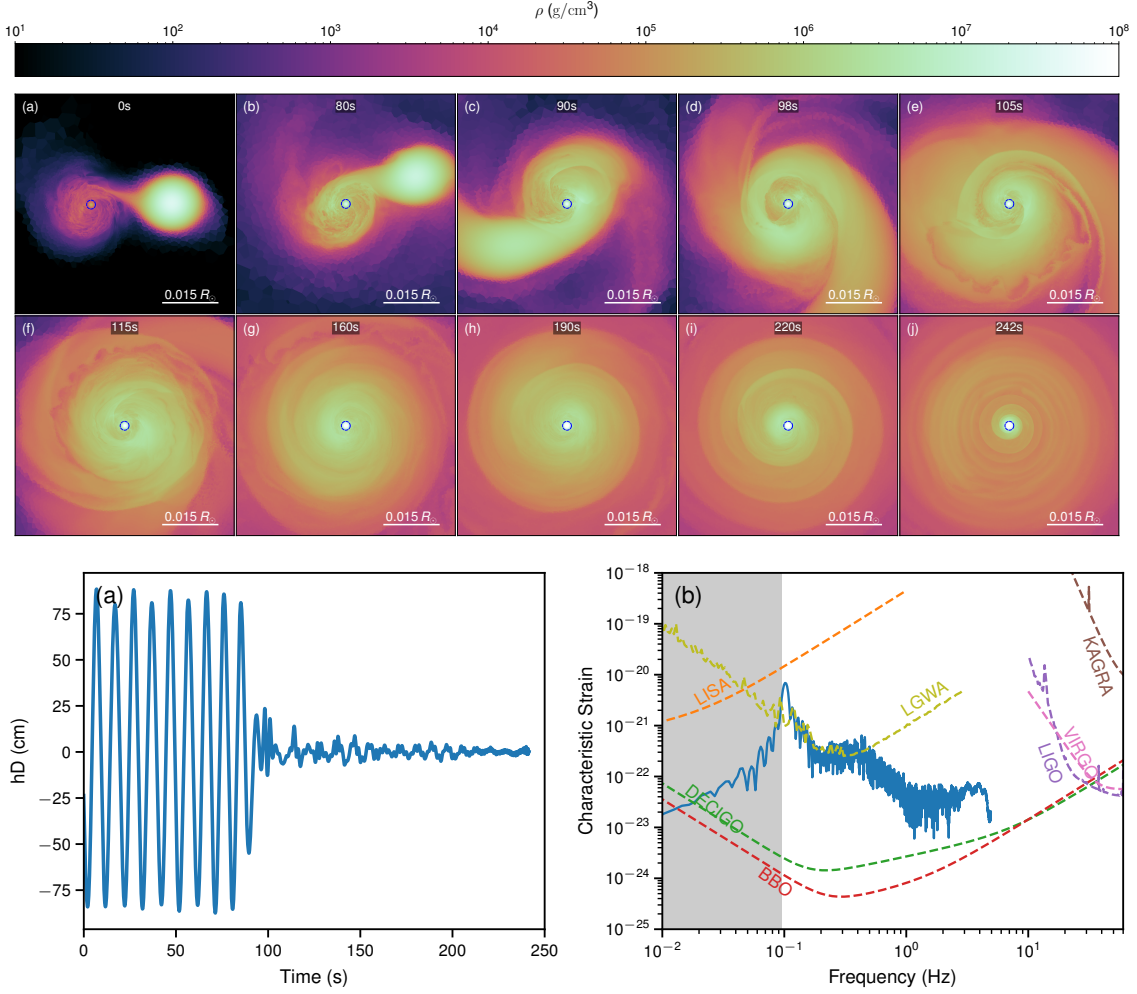 ρ (g/cm³)
10¹ 10² 10³ 10⁴ 10⁵ 10⁶ 10⁷ 10⁸
(a) 0s 0.015 R☉
(b) 80s 0.015 R☉
(c) 90s 0.015 R☉
(d) 98s 0.015 R☉
(e) 105s 0.015 R☉
(f) 115s 0.015 R☉
(g) 160s 0.015 R☉
(h) 190s 0.015 R☉
(i) 220s 0.015 R☉
(j) 242s 0.015 R☉
(a)
hD (cm)
75
50
25
0
−25
−50
−75
0 50 100 150 200 250
Time (s)
(b)
Characteristic Strain
10⁻¹⁸
10⁻¹⁹
10⁻²⁰
10⁻²¹
10⁻²²
10⁻²³
10⁻²⁴
10⁻²⁵
LISA
LGWA
DECIGO
BBO
LIGO
VIRGO
KAGRA
10⁻² 10⁻¹ 10⁰ 10¹
Frequency (Hz)